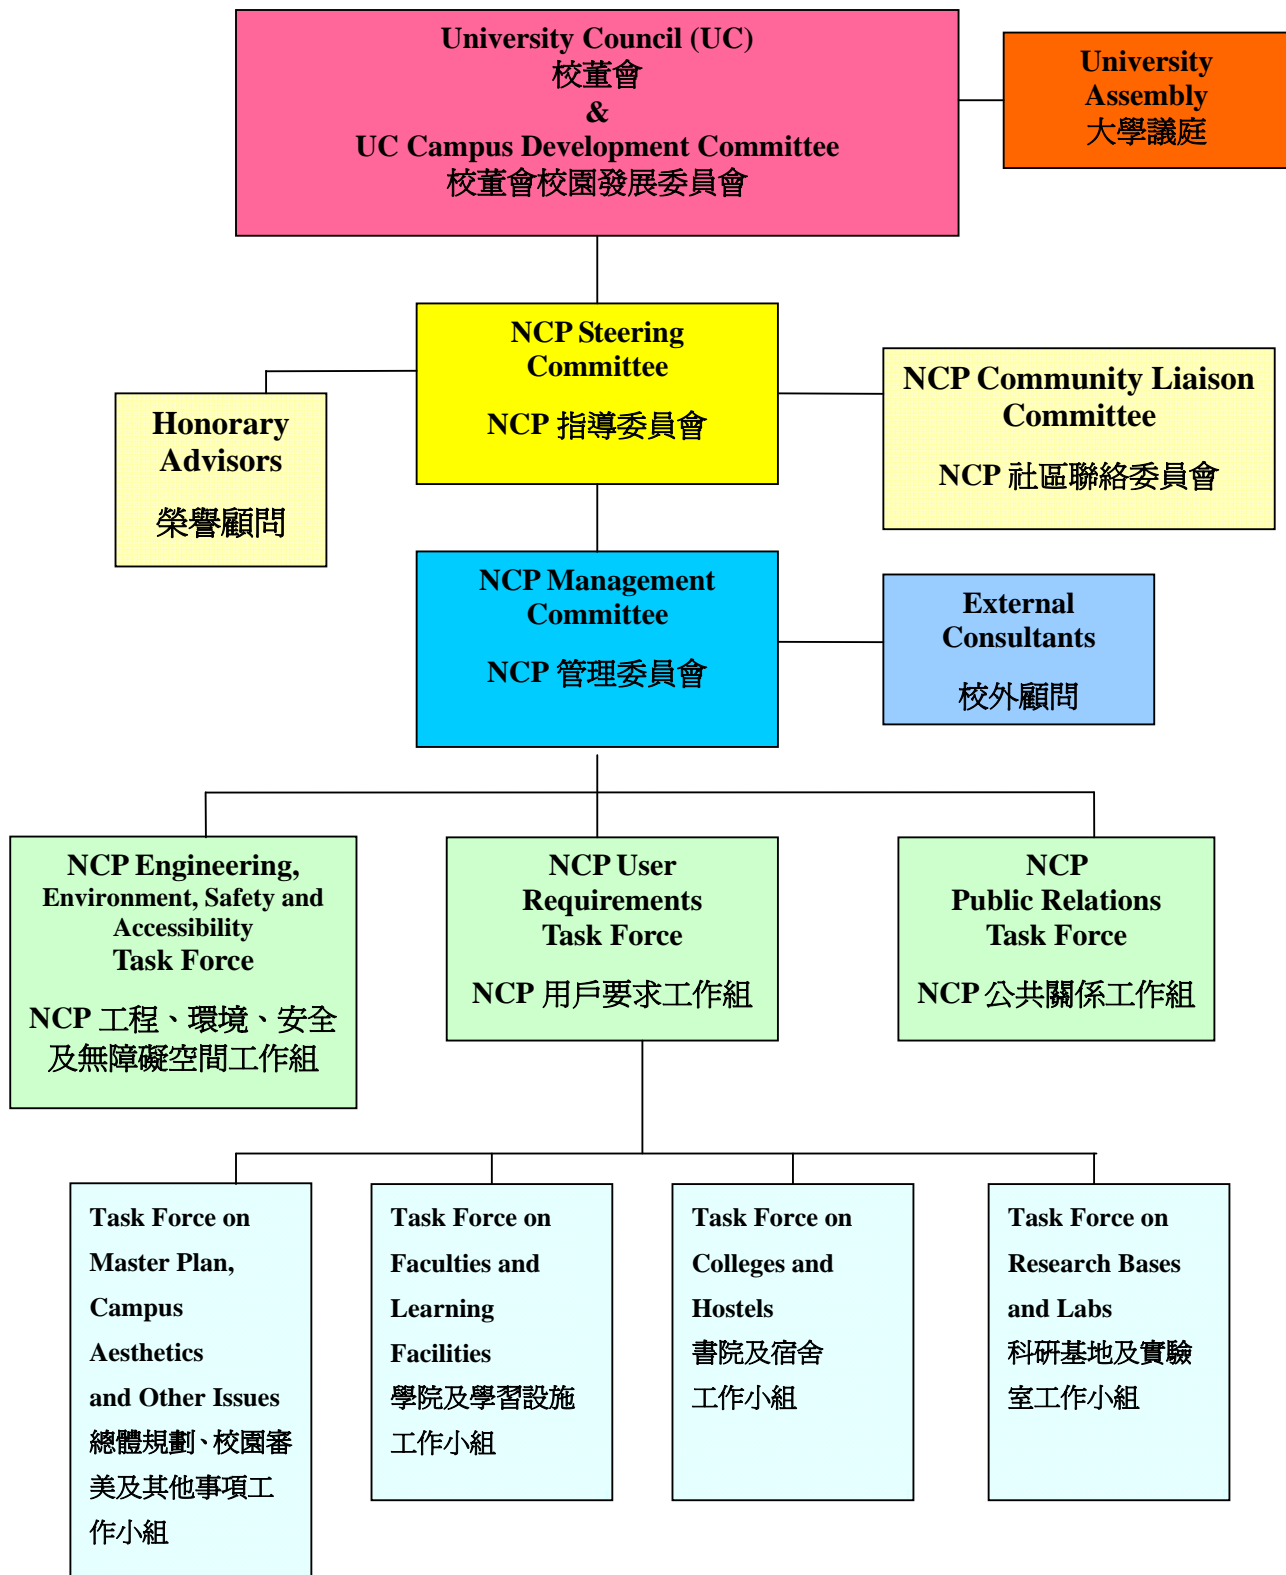 University Council (UC)
校董會
&
UC Campus Development Committee
校董會校園發展委員會
University
Assembly
大學議庭
NCP Steering
Committee
NCP 指導委員會
Honorary
Advisors
榮譽顧問
NCP Community Liaison
Committee
NCP 社區聯絡委員會
NCP Management
Committee
NCP 管理委員會
External
Consultants
校外顧問
NCP Engineering,
Environment, Safety and
Accessibility
Task Force
NCP 工程、環境、安全
及無障礙空間工作組
NCP User
Requirements
Task Force
NCP 用戶要求工作組
NCP
Public Relations
Task Force
NCP 公共關係工作組
Task Force on
Master Plan,
Campus
Aesthetics
and Other Issues
總體規劃、校園審
美及其他事項工
作小組
Task Force on
Faculties and
Learning
Facilities
學院及學習設施
工作小組
Task Force on
Colleges and
Hostels
書院及宿舍
工作小組
Task Force on
Research Bases
and Labs
科研基地及實驗
室工作小組